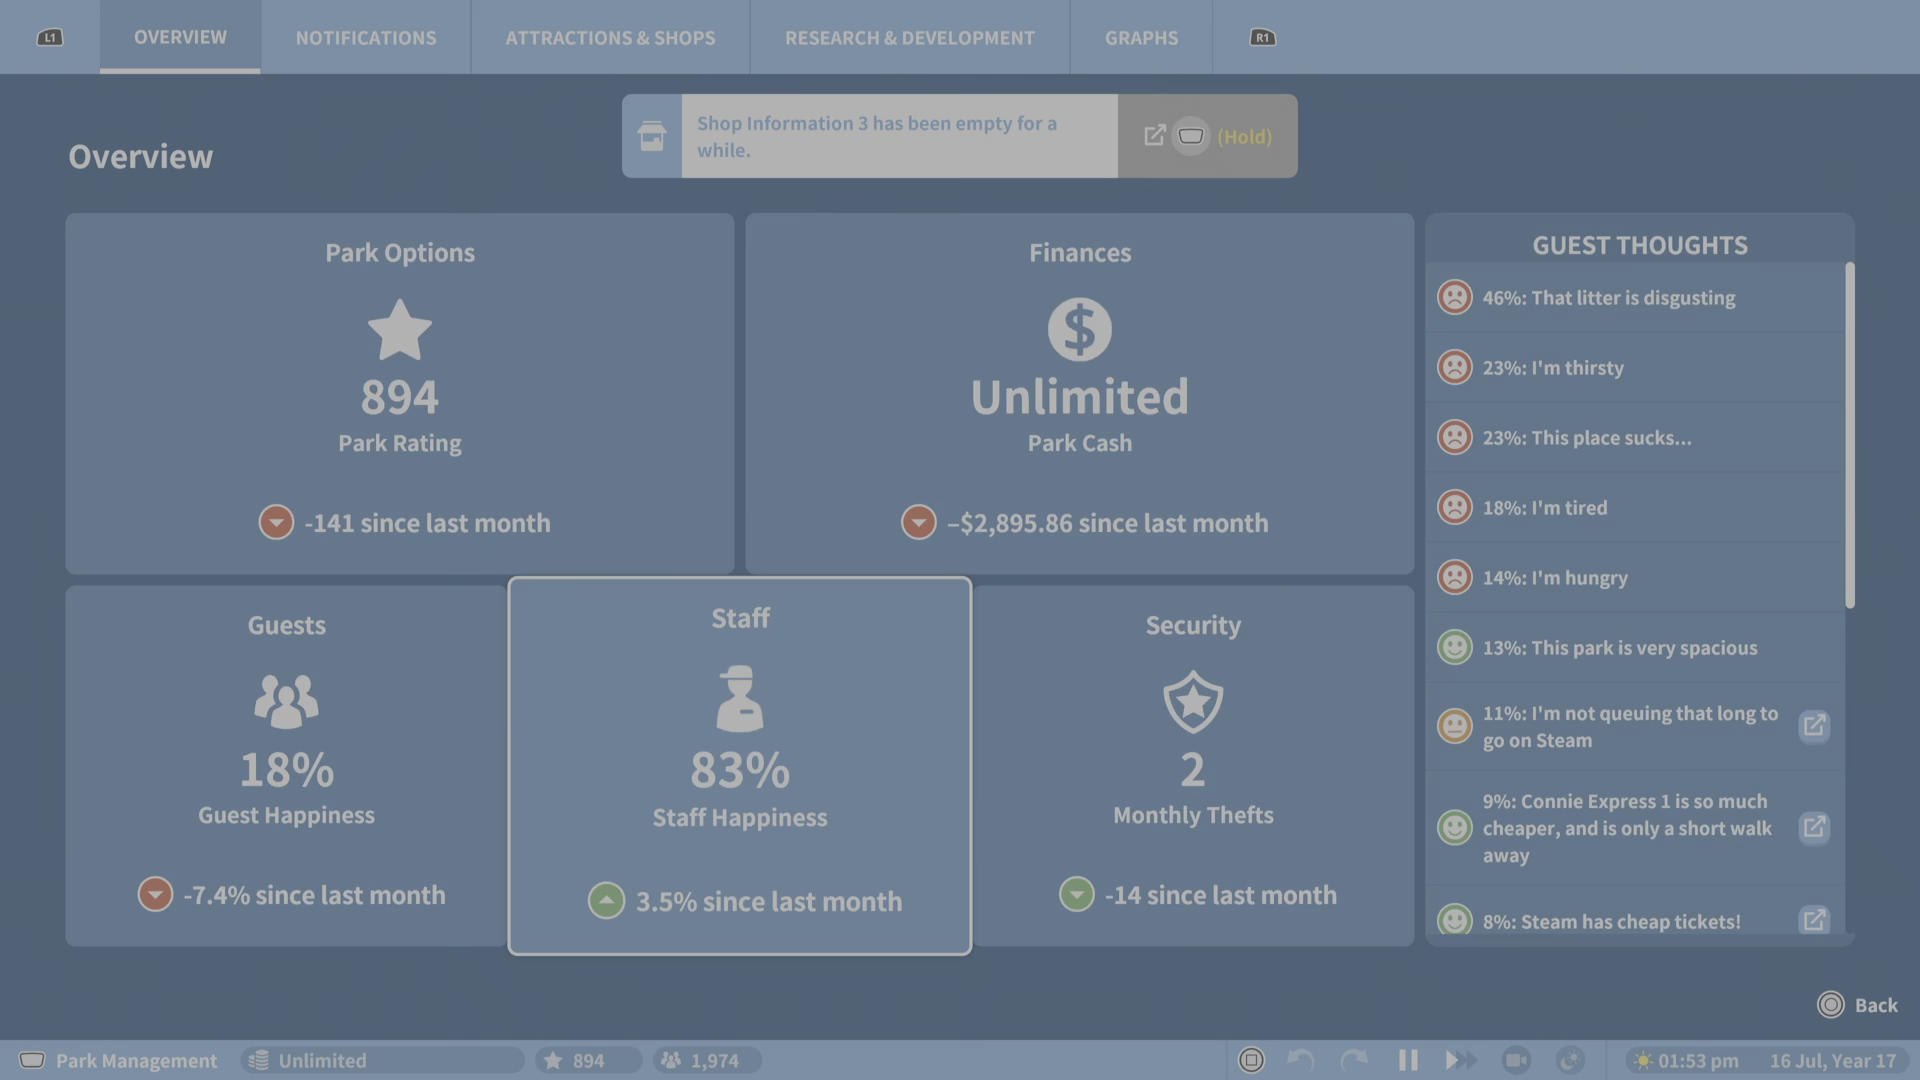 L1
OVERVIEW
NOTIFICATIONS
ATTRACTIONS & SHOPS
RESEARCH & DEVELOPMENT
GRAPHS
R1
Shop Information 3 has been empty for a
while.
(Hold)
Overview
Park Options
894
Park Rating
-141 since last month
Finances
$
Unlimited
Park Cash
–$2,895.86 since last month
Guests
18%
Guest Happiness
-7.4% since last month
Staff
83%
Staff Happiness
3.5% since last month
Security
2
Monthly Thefts
-14 since last month
GUEST THOUGHTS
46%: That litter is disgusting
23%: I'm thirsty
23%: This place sucks...
18%: I'm tired
14%: I'm hungry
13%: This park is very spacious
11%: I'm not queuing that long to
go on Steam
9%: Connie Express 1 is so much
cheaper, and is only a short walk
away
8%: Steam has cheap tickets!
Back
Park Management
Unlimited
894
1,974
01:53 pm
16 Jul, Year 17